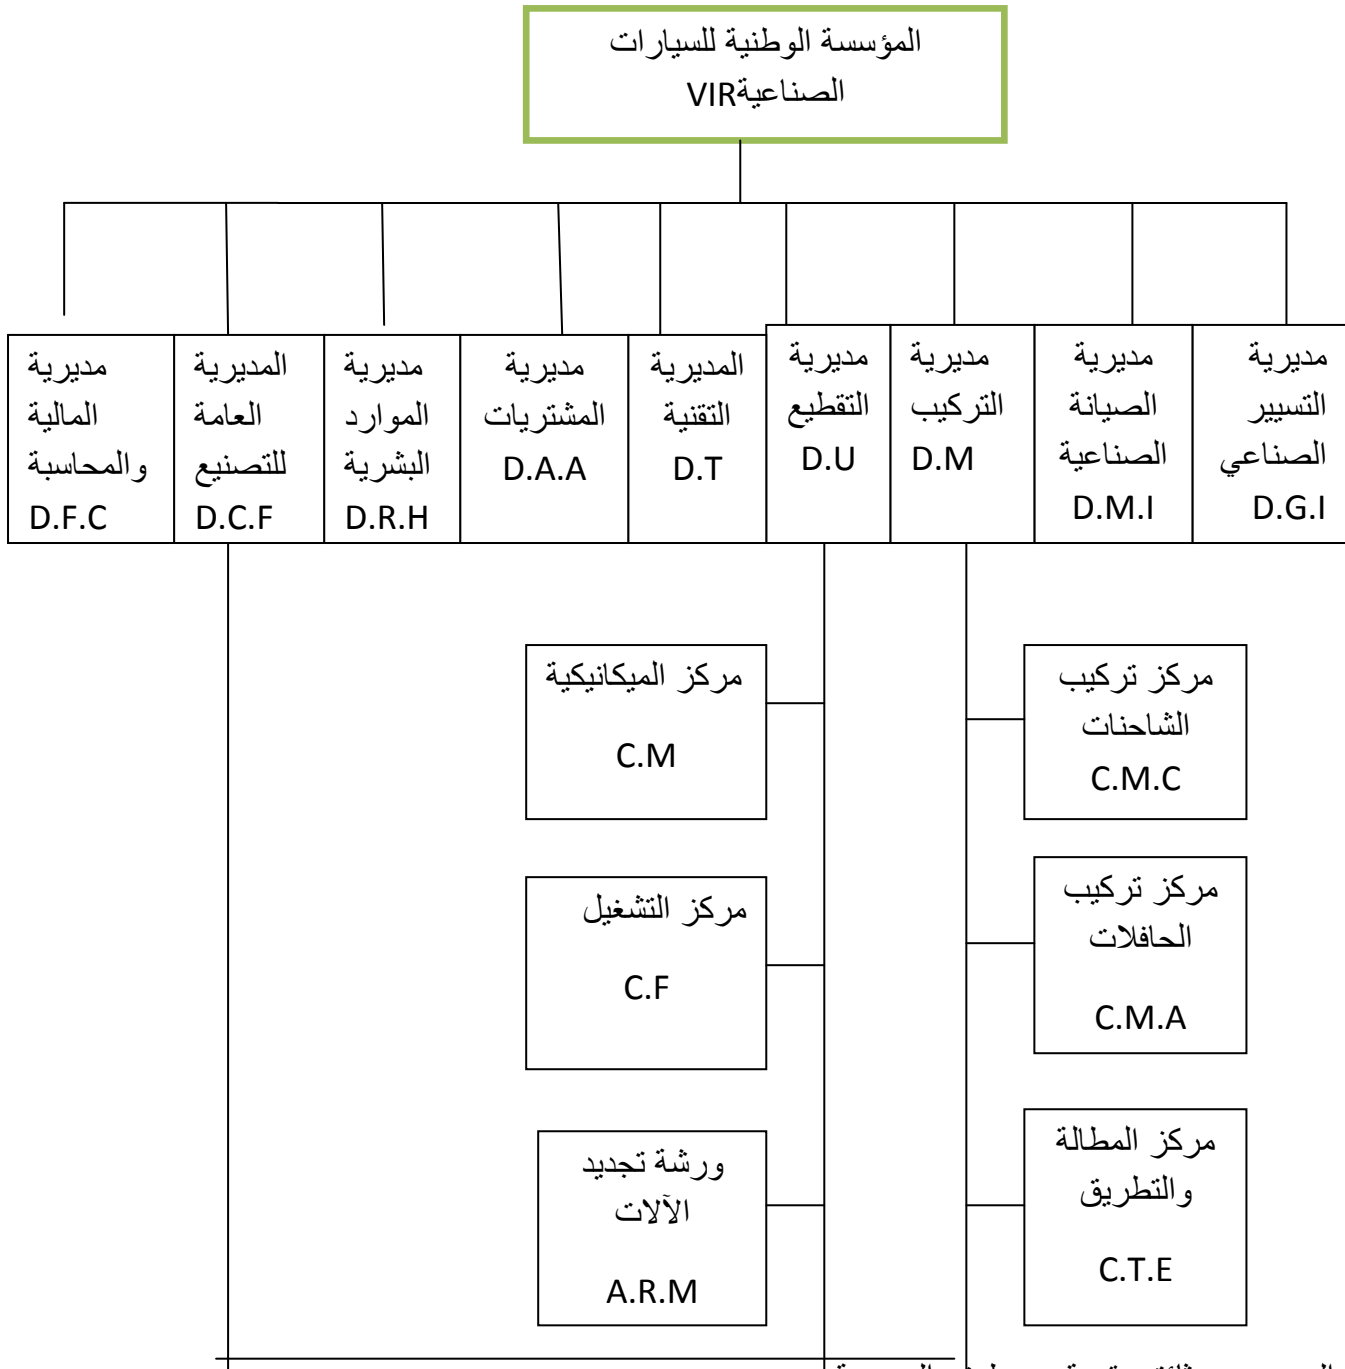 المؤسسة الوطنية للسيارات
الصناعيةVIR
مديرية
التسيير
الصناعي
D.G.I
مديرية
الصيانة
الصناعية
D.M.I
مديرية
التركيب
D.M
مديرية
التقطيع
D.U
المديرية
التقنية
D.T
مديرية
المشتريات
D.A.A
مديرية
الموارد
البشرية
D.R.H
المديرية
العامة
للتصنيع
D.C.F
مديرية
المالية
والمحاسبة
D.F.C
مركز تركيب
الشاحنات
C.M.C
مركز الميكانيكية
C.M
مركز تركيب
الحافلات
C.M.A
مركز التشغيل
C.F
مركز المطالة
والتطريق
C.T.E
ورشة تجديد
الآلات
A.R.M